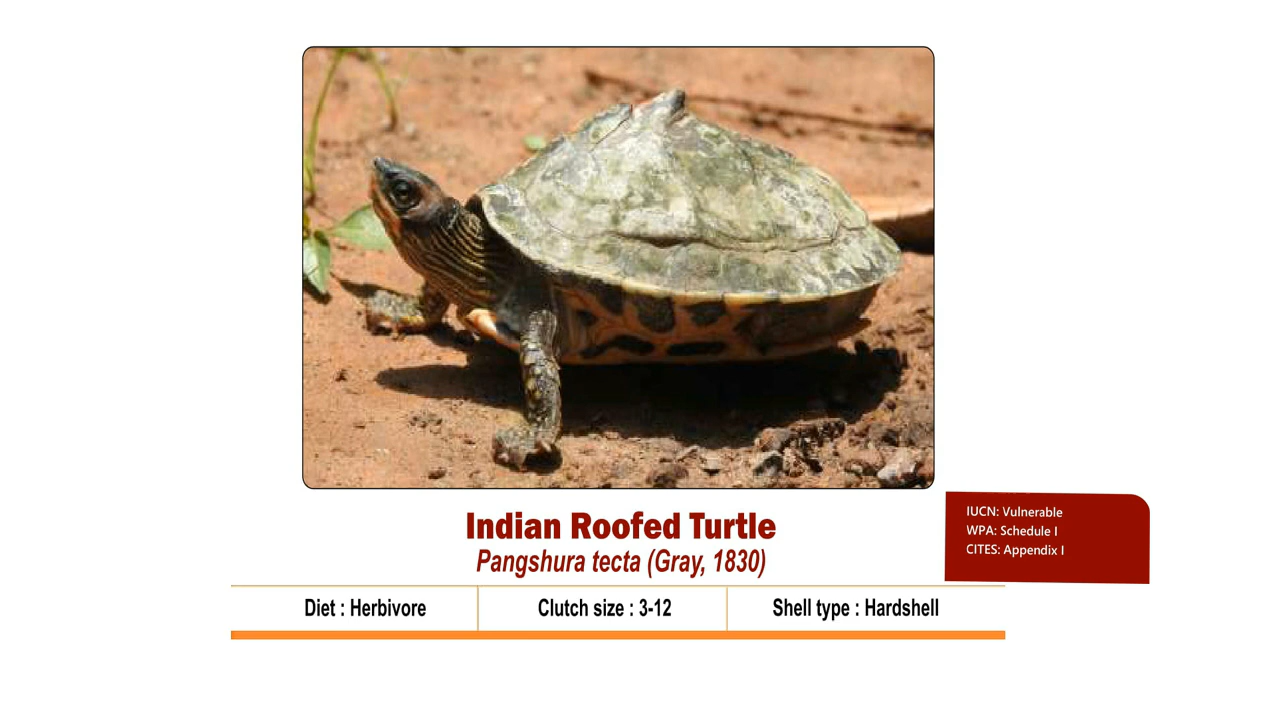 Indian Roofed Turtle
Pangshura tecta (Gray, 1830)
IUCN: Vulnerable
WPA: Schedule I
CITES: Appendix I
Diet : Herbivore
Clutch size : 3-12
Shell type : Hardshell